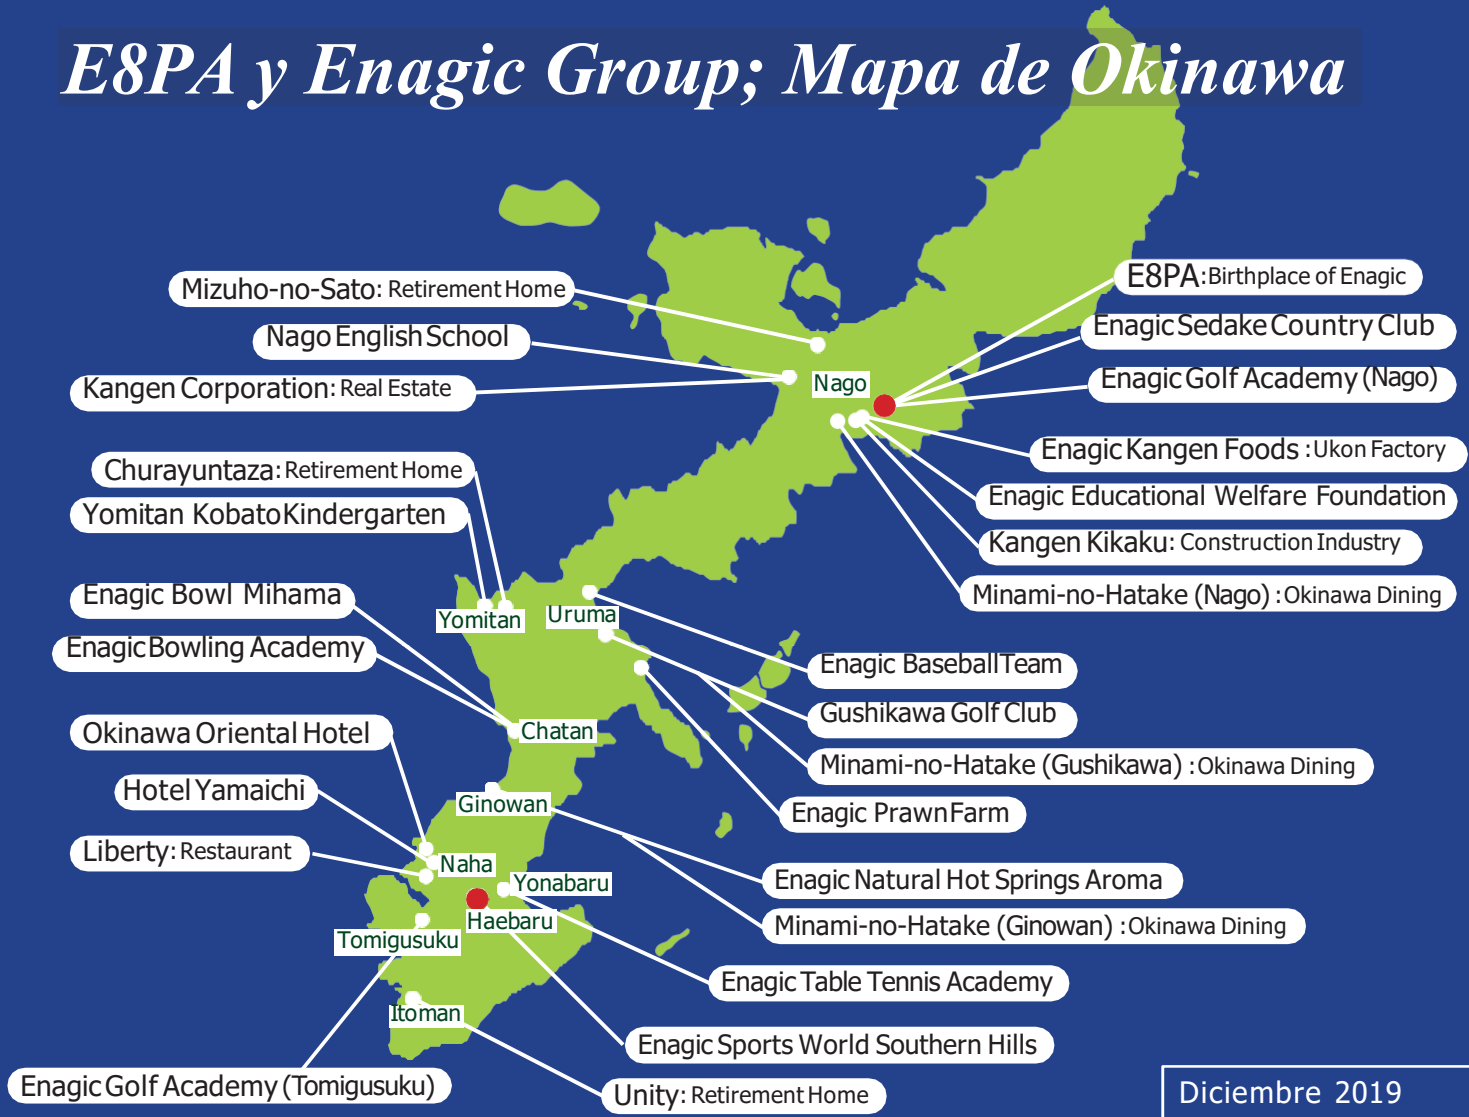 E8PA y Enagic Group; Mapa de Okinawa
Mizuho-no-Sato: Retirement Home
Nago English School
Kangen Corporation: Real Estate
Churayuntaza: Retirement Home
Yomitan Kobato Kindergarten
Enagic Bowl Mihama
Enagic Bowling Academy
Okinawa Oriental Hotel
Hotel Yamaichi
Liberty: Restaurant
Enagic Golf Academy (Tomigusuku)
Nago
Yomitan
Uruma
Chatan
Ginowan
Naha
Yonabaru
Haebaru
Tomigusuku
Itoman
E8PA: Birthplace of Enagic
Enagic Sedake Country Club
Enagic Golf Academy (Nago)
Enagic Kangen Foods : Ukon Factory
Enagic Educational Welfare Foundation
Kangen Kikaku: Construction Industry
Minami-no-Hatake (Nago) : Okinawa Dining
Enagic Baseball Team
Gushikawa Golf Club
Minami-no-Hatake (Gushikawa) : Okinawa Dining
Enagic Prawn Farm
Enagic Natural Hot Springs Aroma
Minami-no-Hatake (Ginowan) : Okinawa Dining
Enagic Table Tennis Academy
Enagic Sports World Southern Hills
Unity: Retirement Home
Diciembre 2019